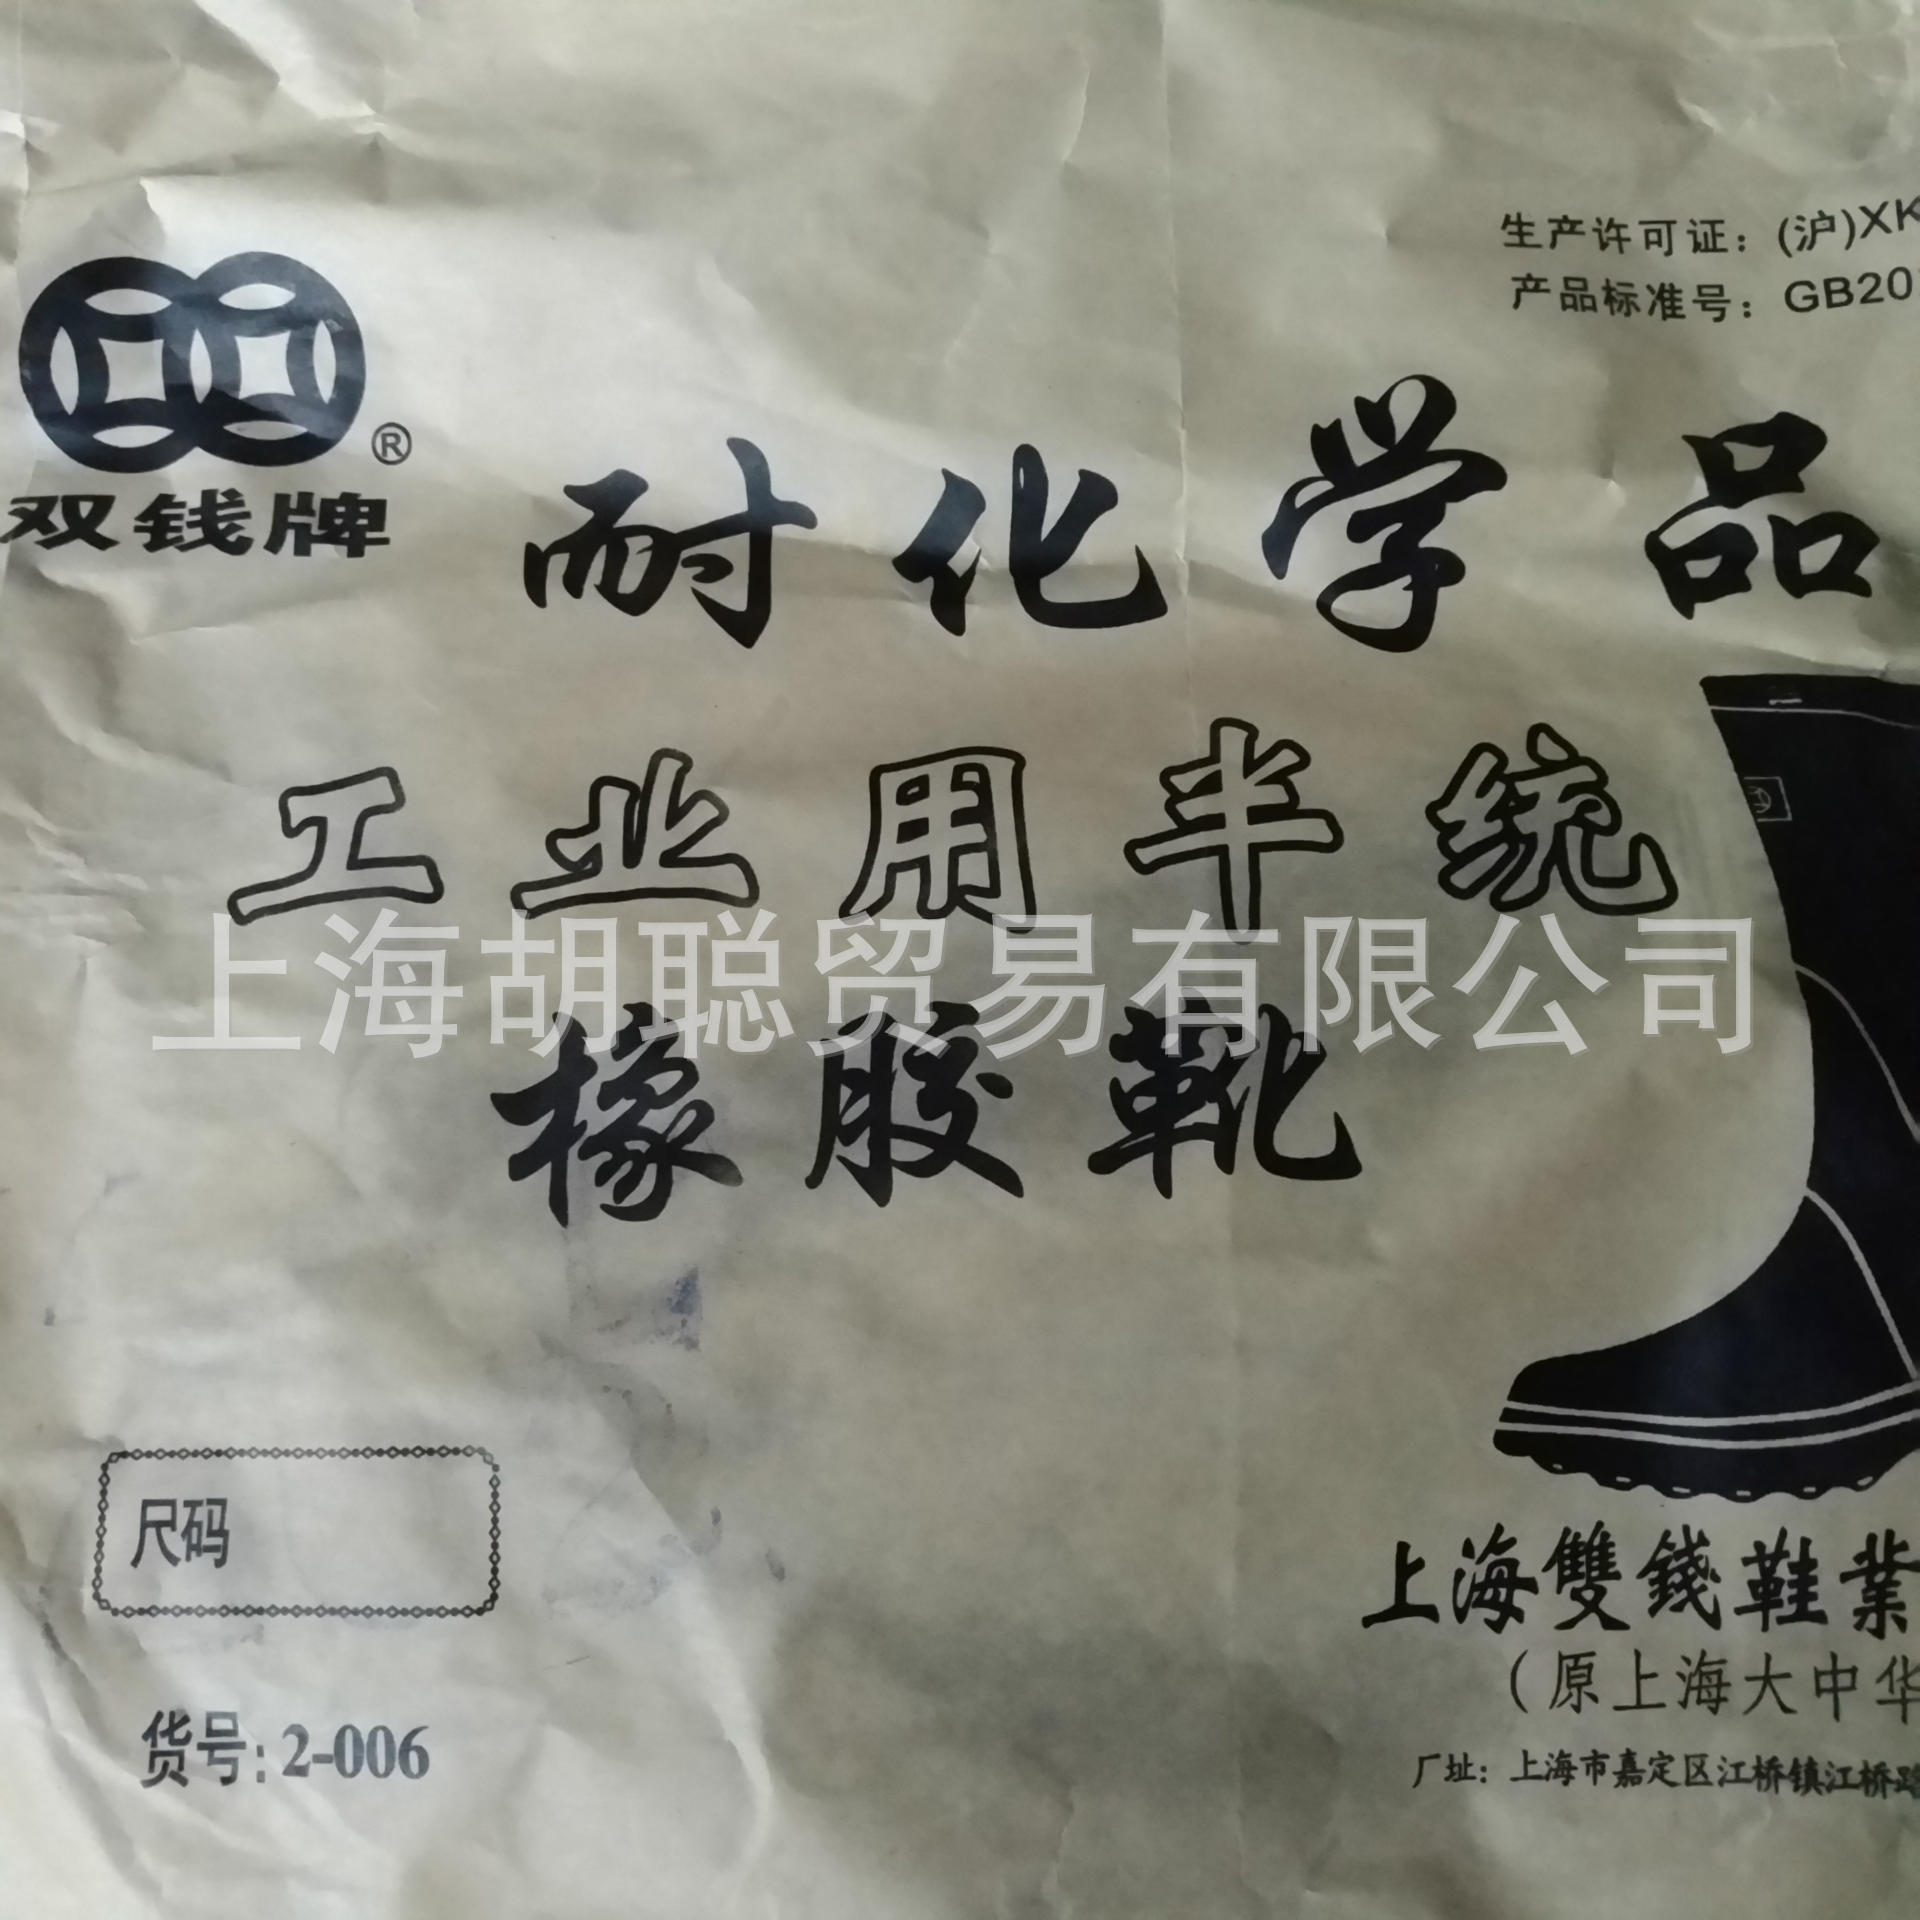 生产许可证：(沪)XK
产品标准号：GB20
®
双钱牌
耐化学品
工业用半统
上海胡聪贸易有限公司
橡胶靴
尺码
上海雙錢鞋業
（原上海大中华
货号：2-006
厂址：上海市嘉定区江桥镇江桥路